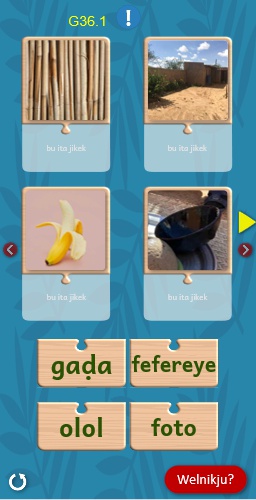 G36.1
bu ita jikek
bu ita jikek
bu ita jikek
bu ita jikek
gaḍa
fefereye
olol
foto
Welnikju?